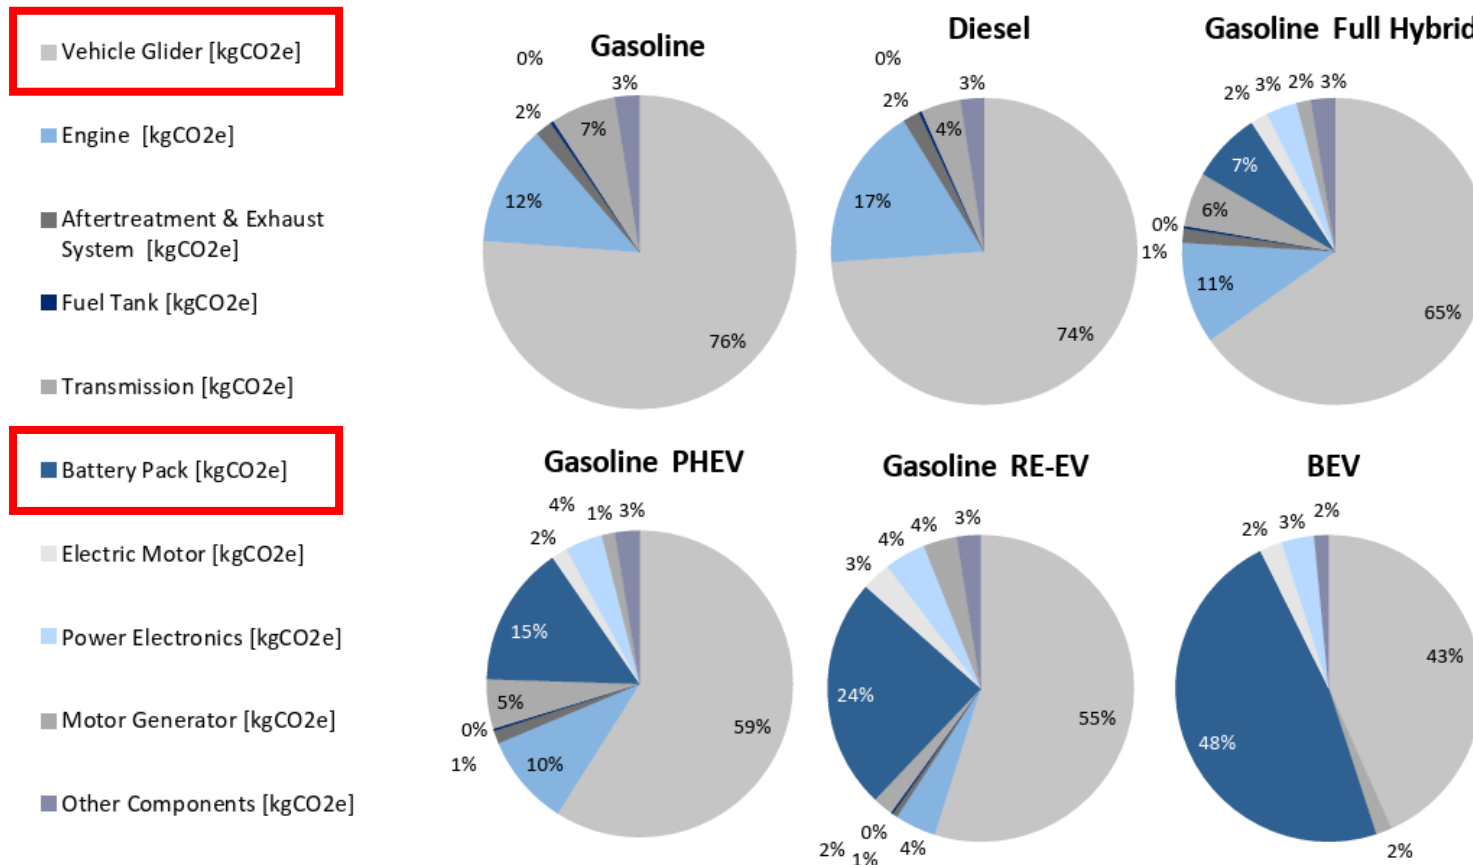 Vehicle Glider [kgCO2e]
Engine [kgCO2e]
Aftertreatment & Exhaust
System [kgCO2e]
Fuel Tank [kgCO2e]
Transmission [kgCO2e]
Battery Pack [kgCO2e]
Electric Motor [kgCO2e]
Power Electronics [kgCO2e]
Motor Generator [kgCO2e]
Other Components [kgCO2e]
Gasoline
0%
3%
2%
7%
12%
76%
Diesel
0%
3%
2%
4%
17%
74%
Gasoline Full Hybrid
2% 3% 2% 3%
7%
6%
0%
1%
11%
65%
Gasoline PHEV
4%
1% 3%
2%
15%
5%
0%
1%
10%
59%
Gasoline RE-EV
3%
4%
4%
3%
24%
55%
0%
2% 1% 4%
BEV
2%
3%
2%
43%
48%
2%